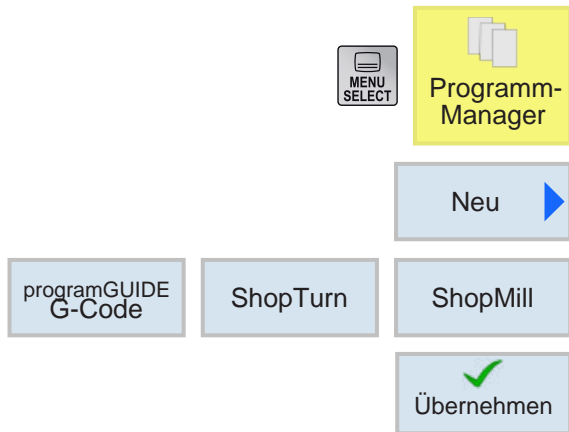 MENU
SELECT
Programm-
Manager
Neu
programGUIDE
G-Code
ShopTurn
ShopMill
Übernehmen